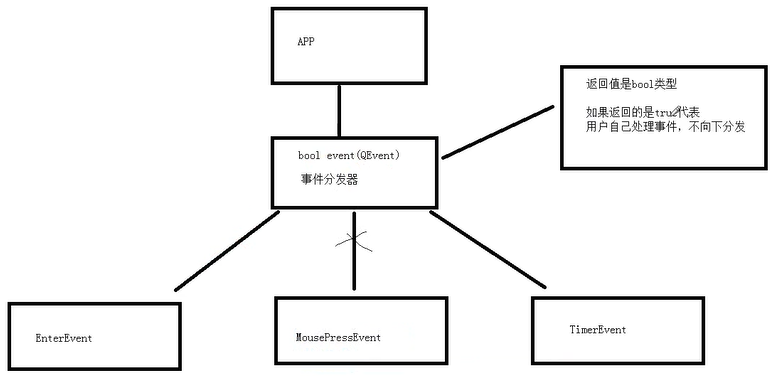 APP
返回值是bool类型
如果返回的是true代表
用户自己处理事件，不向下分发
bool event(QEvent)
事件分发器
EnterEvent
MousePressEvent
TimerEvent